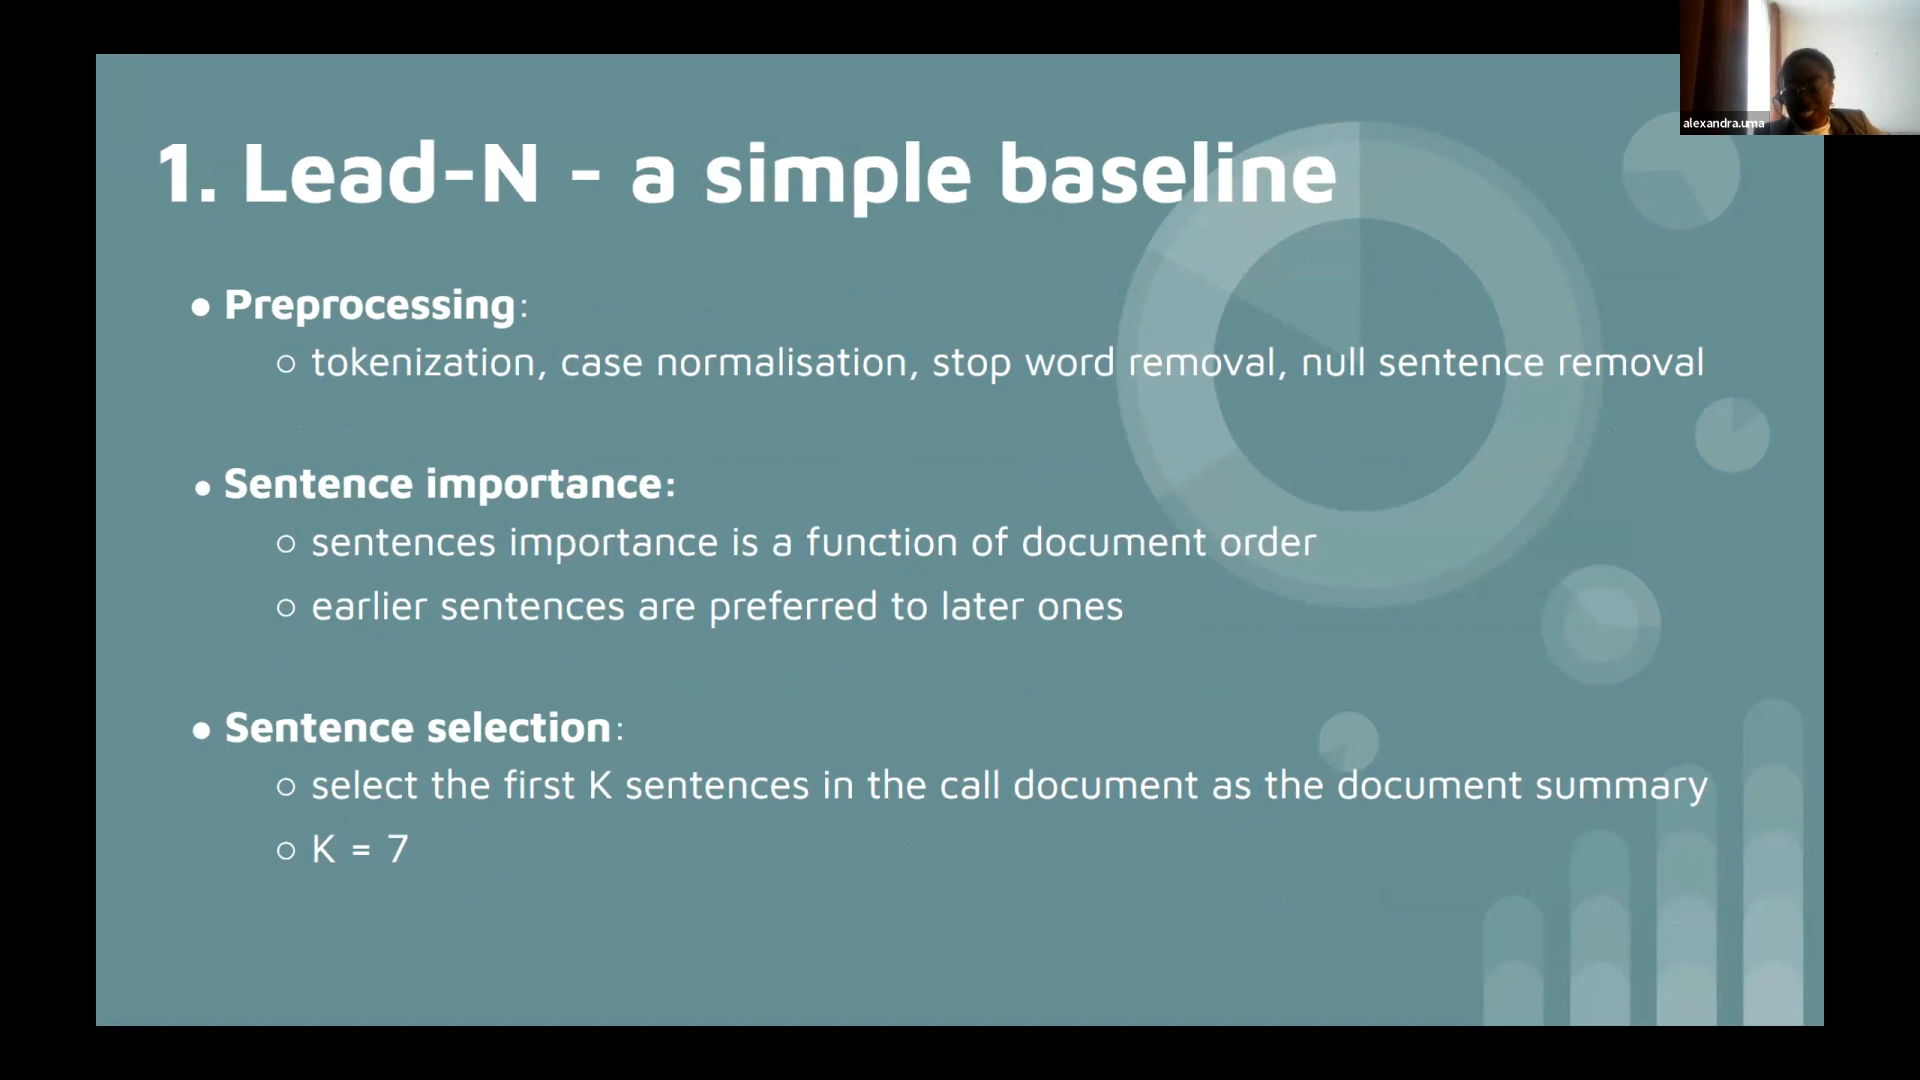 alexandra.uma
1. Lead-N - a simple baseline
● Preprocessing:
○ tokenization, case normalisation, stop word removal, null sentence removal
● Sentence importance:
○ sentences importance is a function of document order
○ earlier sentences are preferred to later ones
● Sentence selection:
○ select the first K sentences in the call document as the document summary
○ K = 7